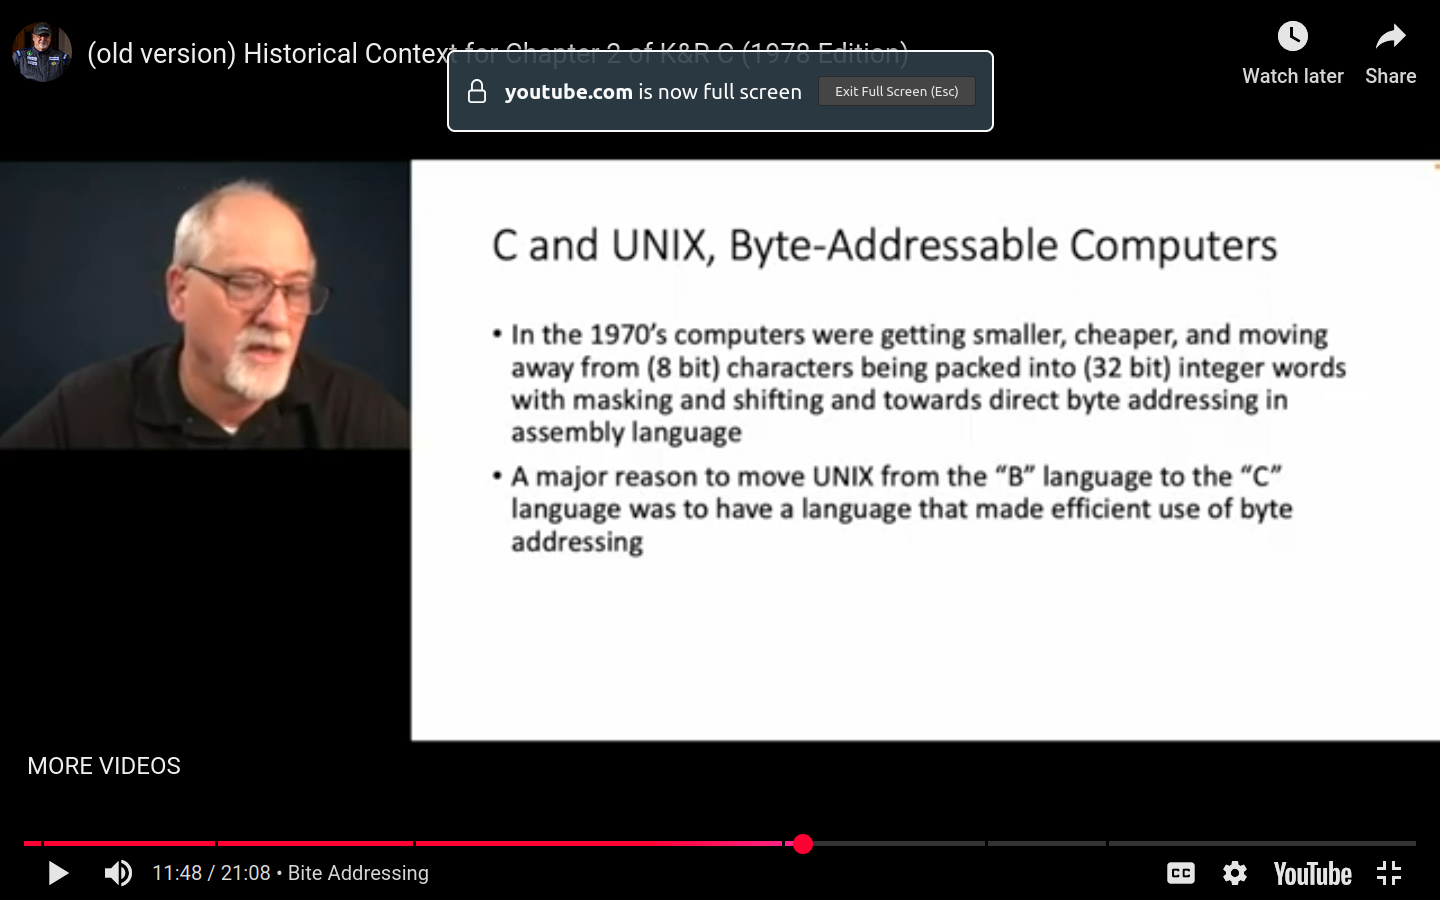 (old version) Historical Context for Chapter 2 of K&R C (1978 Edition)
Watch later
Share
youtube.com is now full screen
Exit Full Screen (Esc)
C and UNIX, Byte-Addressable Computers
• In the 1970's computers were getting smaller, cheaper, and moving
away from (8 bit) characters being packed into (32 bit) integer words
with masking and shifting and towards direct byte addressing in
assembly language
• A major reason to move UNIX from the “B” language to the “C”
language was to have a language that made efficient use of byte
addressing
MORE VIDEOS
11:48 / 21:08 • Bite Addressing
CC
YouTube